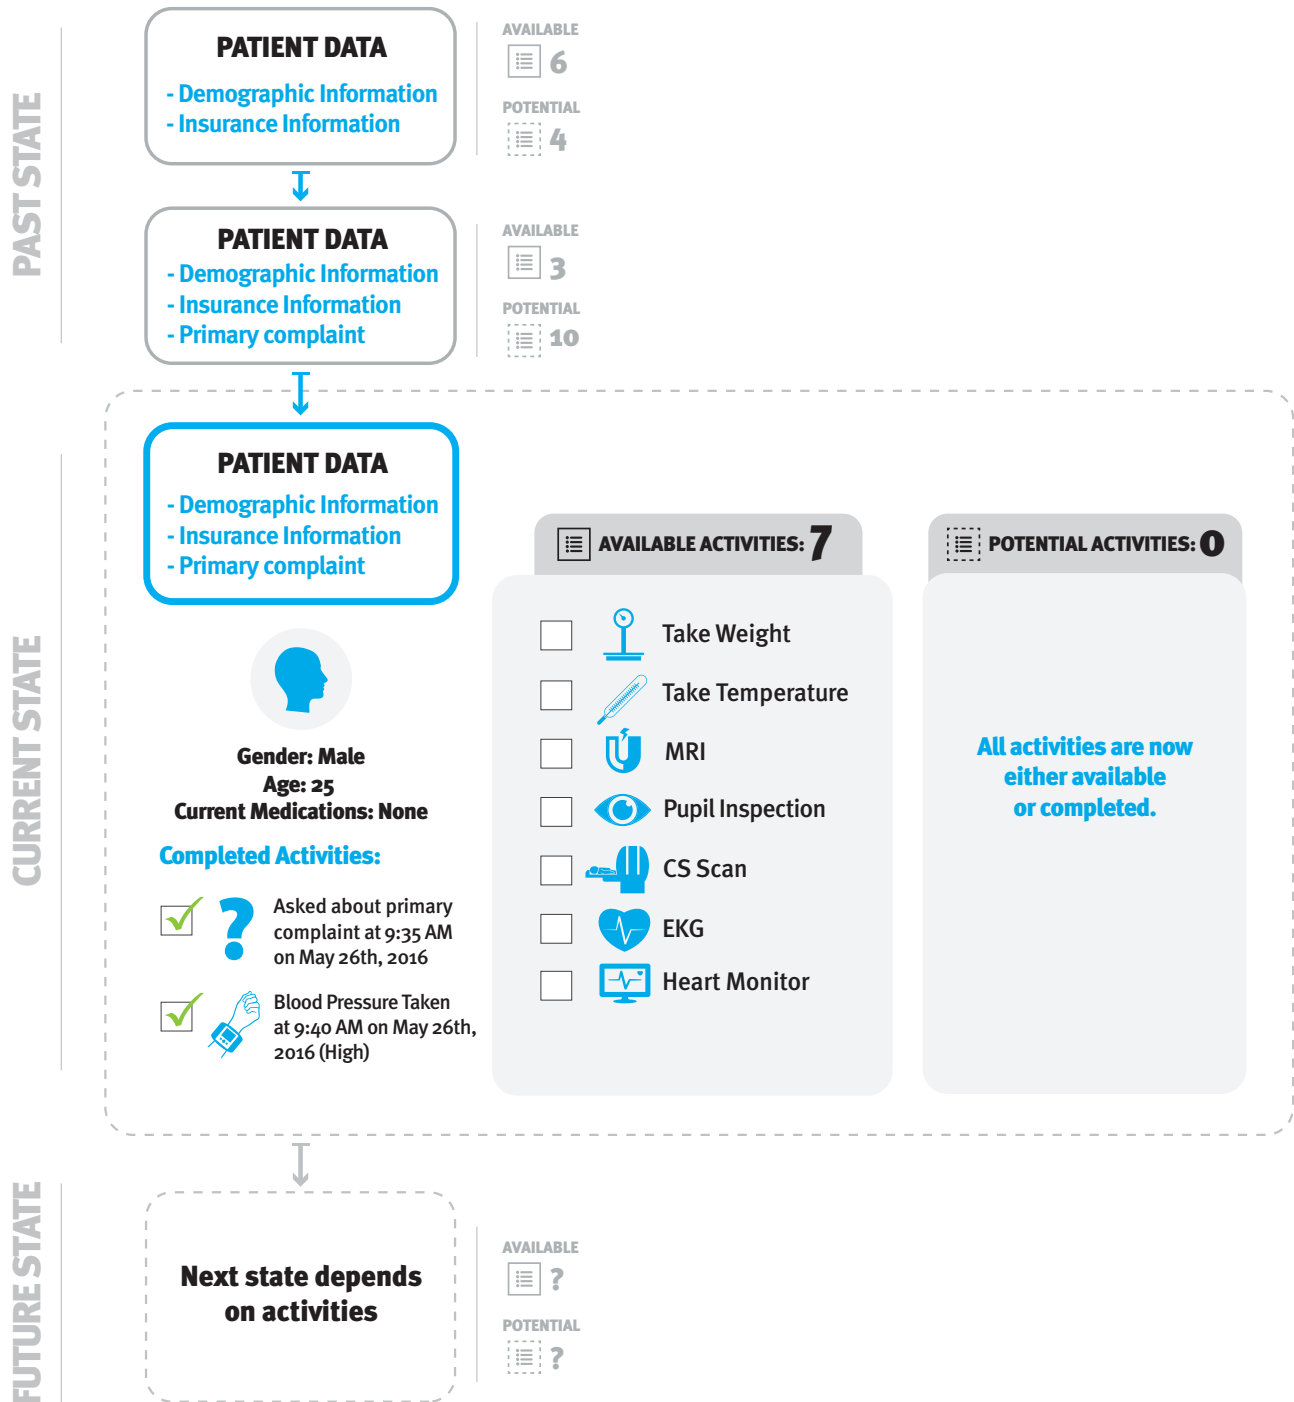 PAST STATE
PATIENT DATA
- Demographic Information
- Insurance Information
AVAILABLE
6
POTENTIAL
4
PATIENT DATA
- Demographic Information
- Insurance Information
- Primary complaint
AVAILABLE
3
POTENTIAL
10
CURRENT STATE
PATIENT DATA
- Demographic Information
- Insurance Information
- Primary complaint
Gender: Male
Age: 25
Current Medications: None
Completed Activities:
?
Asked about primary
complaint at 9:35 AM
on May 26th, 2016
Blood Pressure Taken
at 9:40 AM on May 26th,
2016 (High)
AVAILABLE ACTIVITIES: 7
Take Weight
Take Temperature
MRI
Pupil Inspection
CS Scan
EKG
Heart Monitor
POTENTIAL ACTIVITIES: 0
All activities are now
either available
or completed.
FUTURE STATE
Next state depends
on activities
AVAILABLE
?
POTENTIAL
?